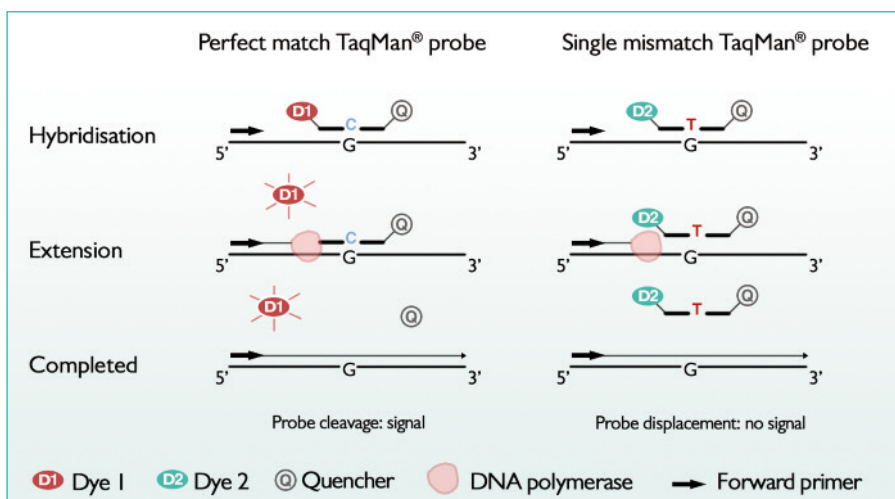 Perfect match TaqMan® probe
Single mismatch TaqMan® probe
Hybridisation
D1 C Q
5’ G 3’
D2 T Q
5’ G 3’
D1
Extension
C Q
5’ G 3’
D2 T Q
5’ G 3’
D1 Q
D2 T Q
Completed
5’ G 3’
5’ G 3’
Probe cleavage: signal
Probe displacement: no signal
D1 Dye 1
D2 Dye 2
Q Quencher
DNA polymerase
Forward primer